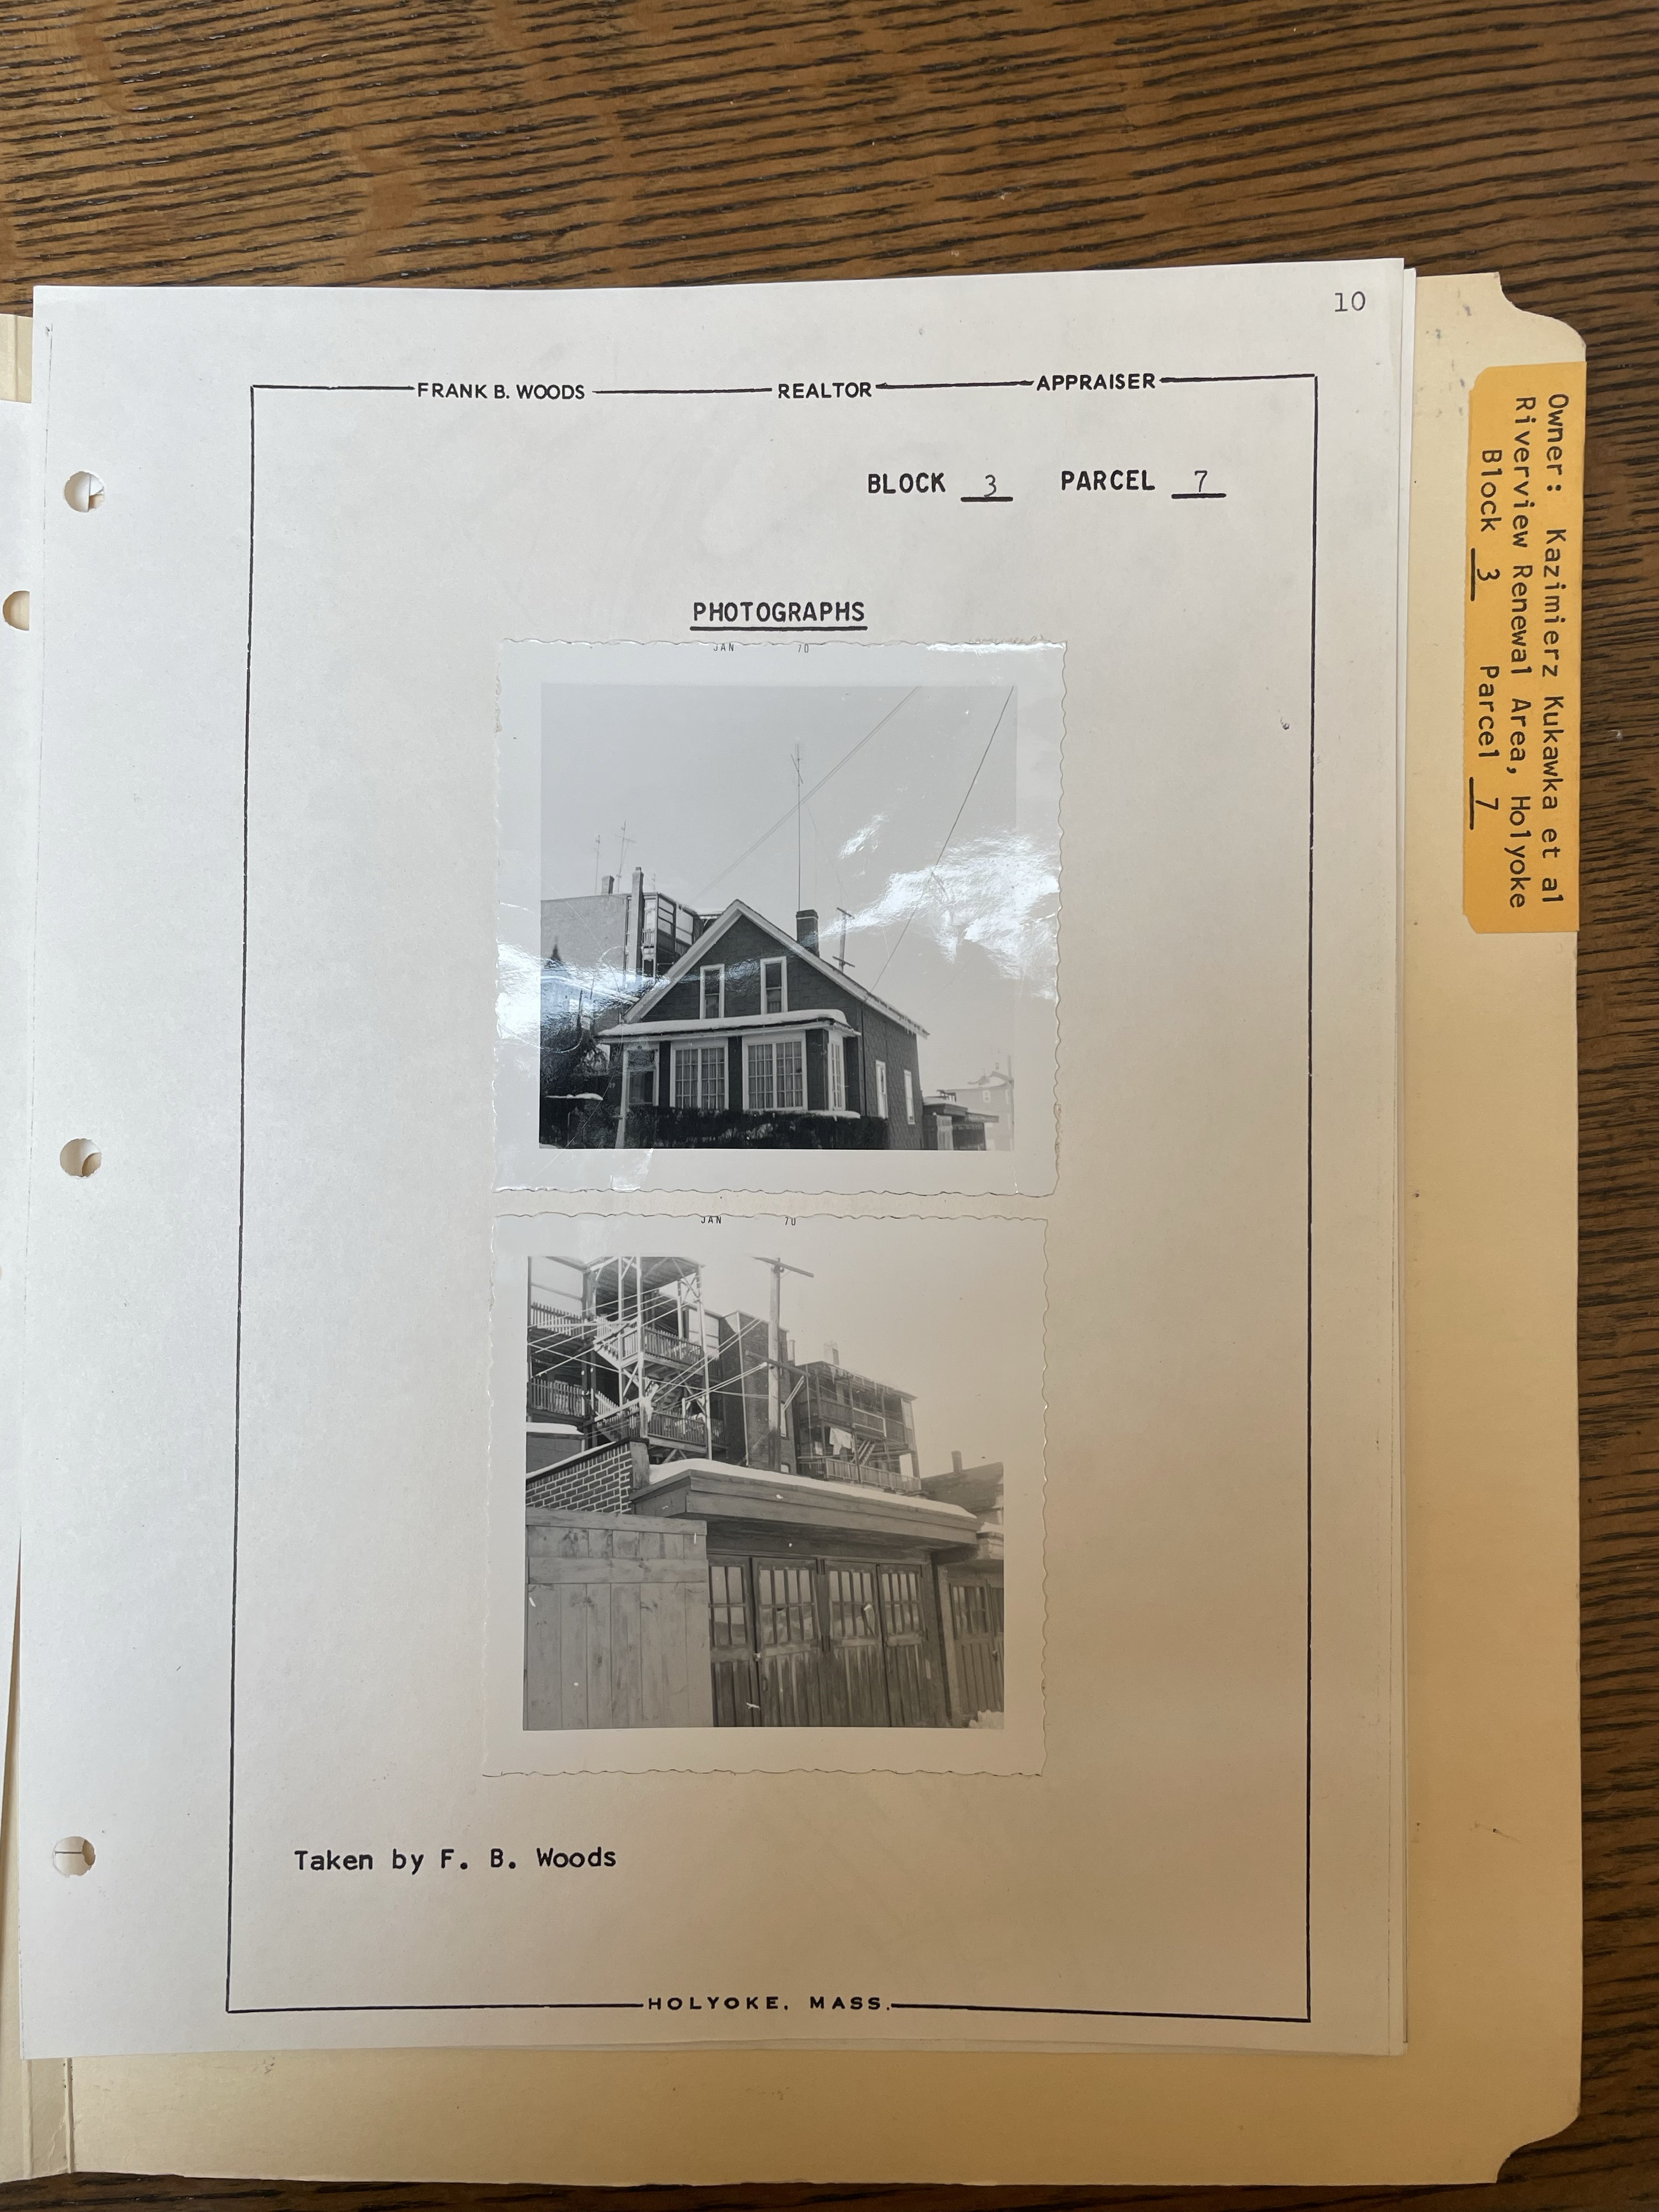 10
FRANK B. WOODS REALTOR APPRAISER
BLOCK 3 PARCEL 7
PHOTOGRAPHS
JAN 70
JAN 70
Taken by F. B. Woods
HOLYOKE, MASS.
Owner: Kazimierz Kukawka et al
Riverview Renewal Area, Holyoke
Block 3 Parcel 7